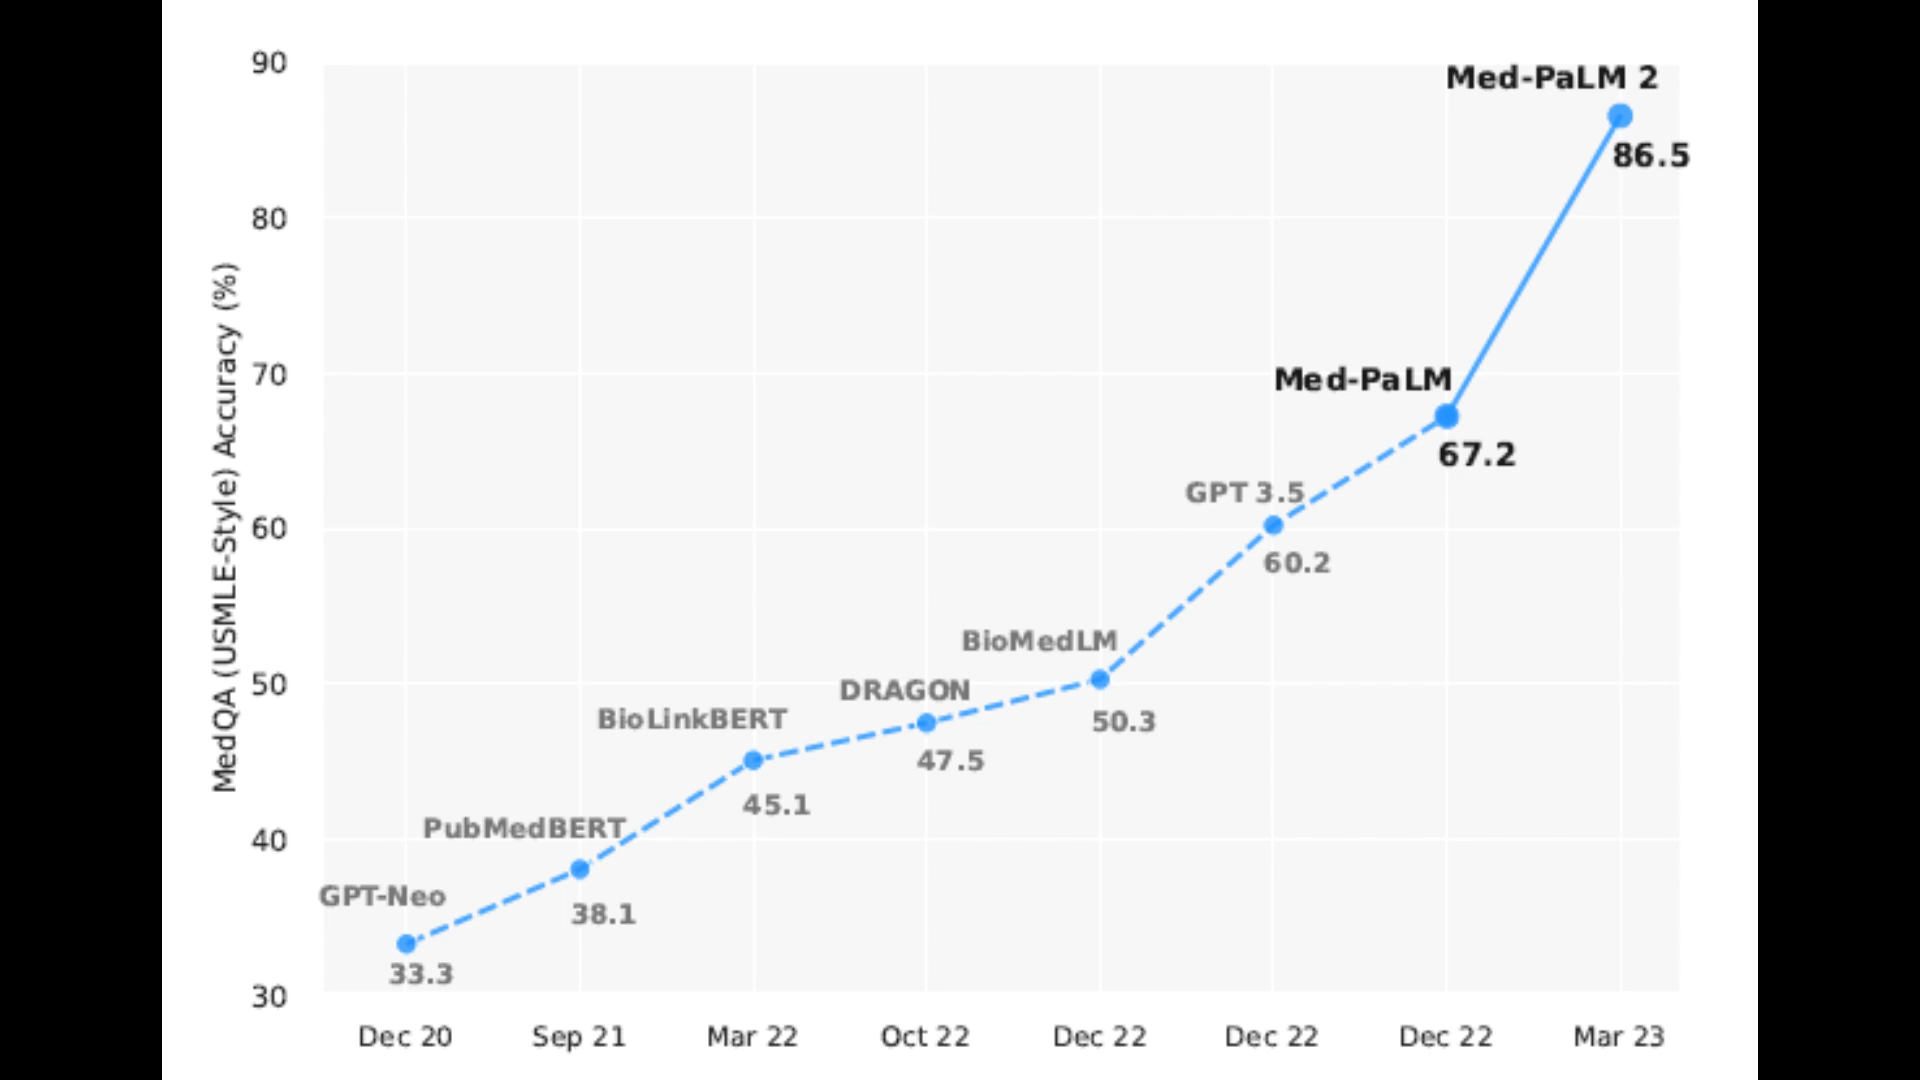 MedQA (USMLE-Style) Accuracy (%)
90
80
70
60
50
40
30
Med-PaLM 2
86.5
Med-PaLM
67.2
GPT 3.5
60.2
BioMedLM
50.3
DRAGON
47.5
BioLinkBERT
45.1
PubMedBERT
38.1
GPT-Neo
33.3
Dec 20 Sep 21 Mar 22 Oct 22 Dec 22 Dec 22 Dec 22 Mar 23